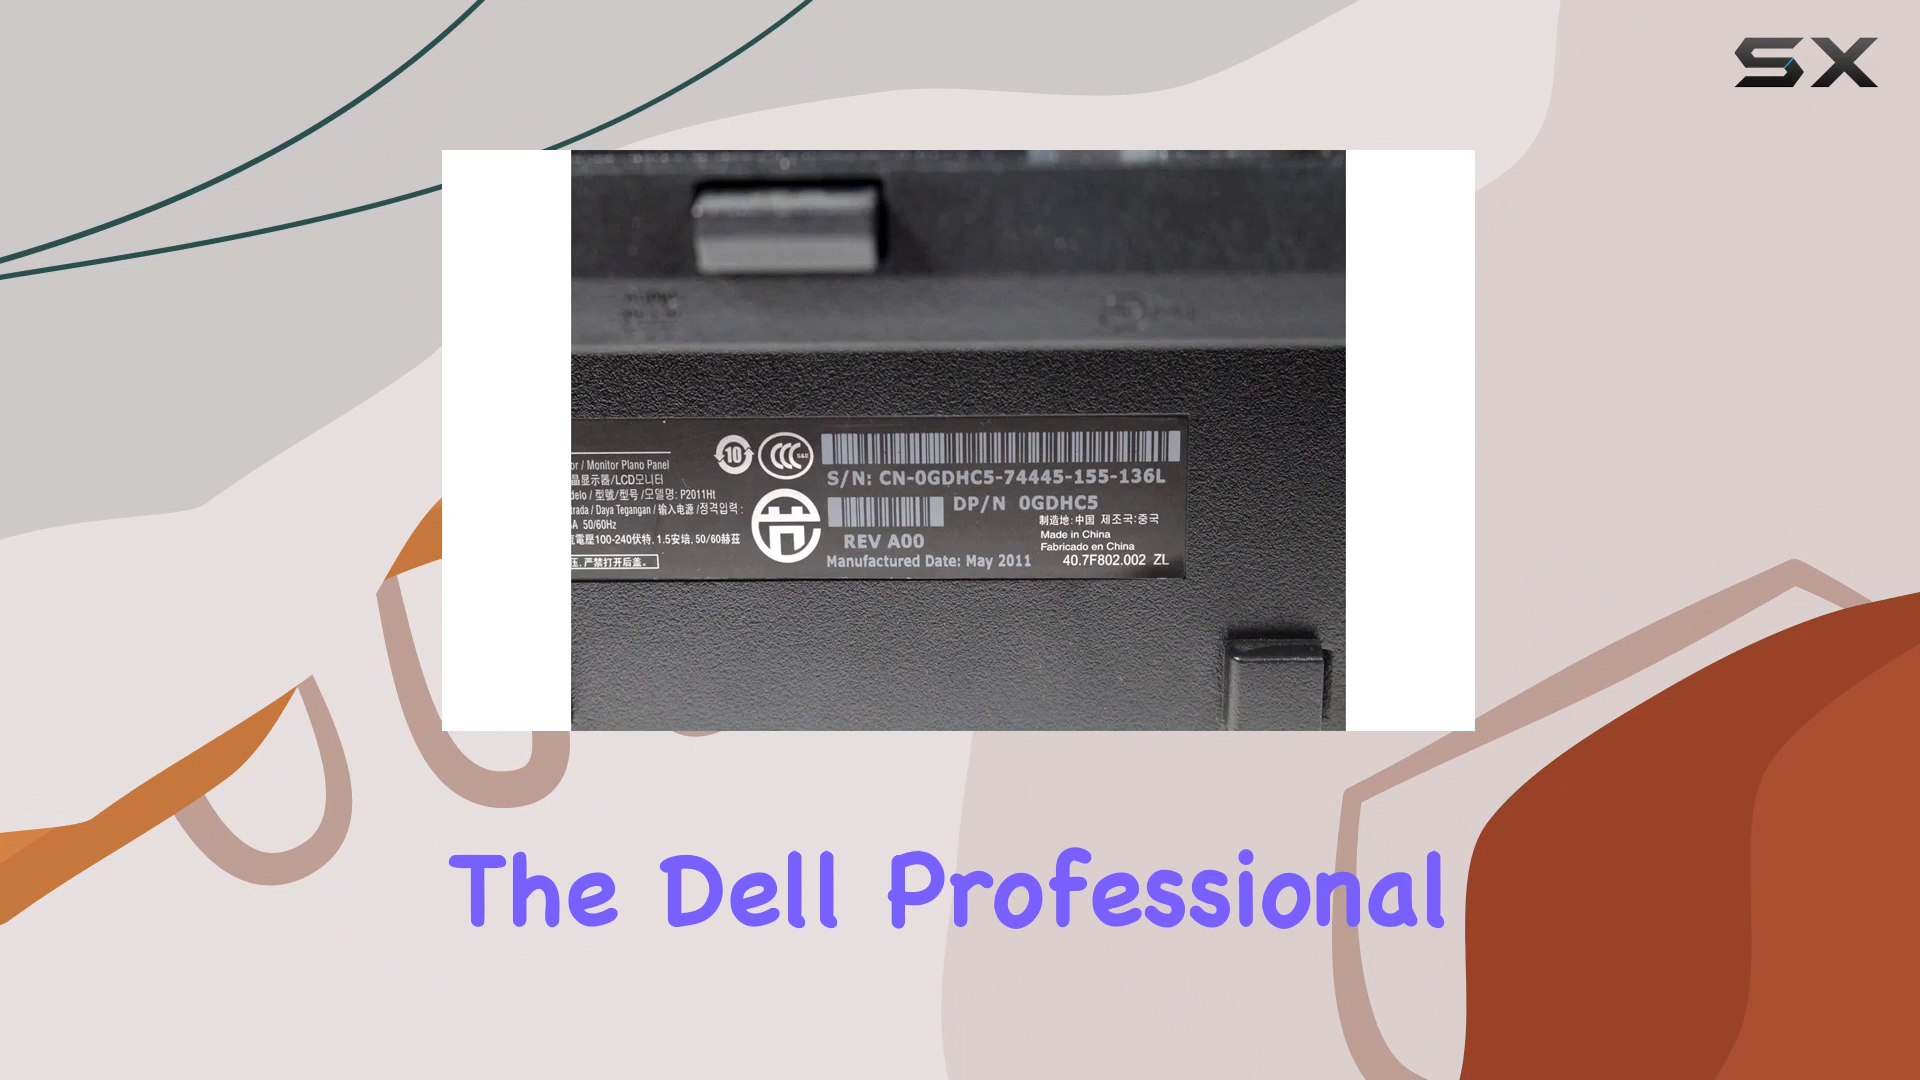 SX
or / Monitor Plano Panel
晶显示器/LCD모니터
delo / 型號/型号 /모델명: P2011Ht
trada / Daya Tegangan / 输入电源 /정격입력 :
A 50/60Hz
電壓100-240伏特, 1.5安培, 50/60赫茲
压, 严禁打开后盖。
10
CCC S&E
S/N: CN-0GDHC5-74445-155-136L
DP/N 0GDHC5
REV A00
制造地: 中国 제조국:중국
Made in China
Fabricado en China
Manufactured Date: May 2011
40.7F802.002 ZL
The Dell Professional